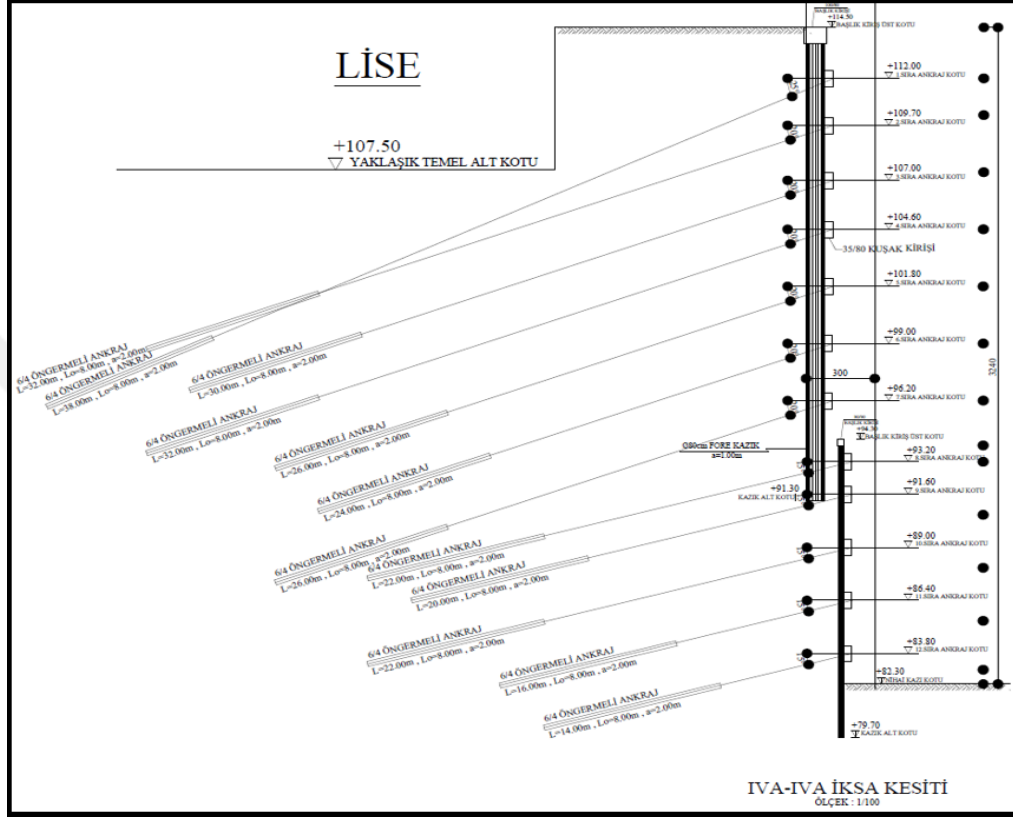 +114.50
BAŞLIK KİRİŞ ÜST KOTU
LİSE
+112.00
1.SIRA ANKRAJ KOTU
+109.70
2.SIRA ANKRAJ KOTU
+107.50
YAKLAŞIK TEMEL ALT KOTU
+107.00
3.SIRA ANKRAJ KOTU
+104.60
4.SIRA ANKRAJ KOTU
35/80 KUŞAK KİRİŞİ
+101.80
5.SIRA ANKRAJ KOTU
+99.00
6.SIRA ANKRAJ KOTU
3240
300
+96.20
7.SIRA ANKRAJ KOTU
6/4 ÖNGERMELİ ANKRAJ
L=32.00m , Lo=8.00m , a=2.00m
6/4 ÖNGERMELİ ANKRAJ
L=38.00m , Lo=8.00m , a=2.00m
6/4 ÖNGERMELİ ANKRAJ
L=30.00m , Lo=8.00m , a=2.00m
6/4 ÖNGERMELİ ANKRAJ
L=32.00m , Lo=8.00m , a=2.00m
6/4 ÖNGERMELİ ANKRAJ
L=26.00m , Lo=8.00m , a=2.00m
6/4 ÖNGERMELİ ANKRAJ
L=24.00m , Lo=8.00m , a=2.00m
6/4 ÖNGERMELİ ANKRAJ
L=26.00m , Lo=8.00m , a=2.00m
6/4 ÖNGERMELİ ANKRAJ
L=22.00m , Lo=8.00m , a=2.00m
6/4 ÖNGERMELİ ANKRAJ
L=20.00m , Lo=8.00m , a=2.00m
6/4 ÖNGERMELİ ANKRAJ
L=22.00m , Lo=8.00m , a=2.00m
6/4 ÖNGERMELİ ANKRAJ
L=16.00m , Lo=8.00m , a=2.00m
6/4 ÖNGERMELİ ANKRAJ
L=14.00m , Lo=8.00m , a=2.00m
BAŞLIK KİRİŞ ÜST KOTU
Ø80cm FORE KAZIK
a=1.00m
+93.20
8.SIRA ANKRAJ KOTU
+91.30
KAZIK ALT KOTU
+91.60
9.SIRA ANKRAJ KOTU
+89.00
10.SIRA ANKRAJ KOTU
+86.40
11.SIRA ANKRAJ KOTU
+83.80
12.SIRA ANKRAJ KOTU
+82.30
NİHAİ KAZI KOTU
+79.70
KAZIK ALT KOTU
IVA-IVA İKSA KESİTİ
ÖLÇEK : 1/100